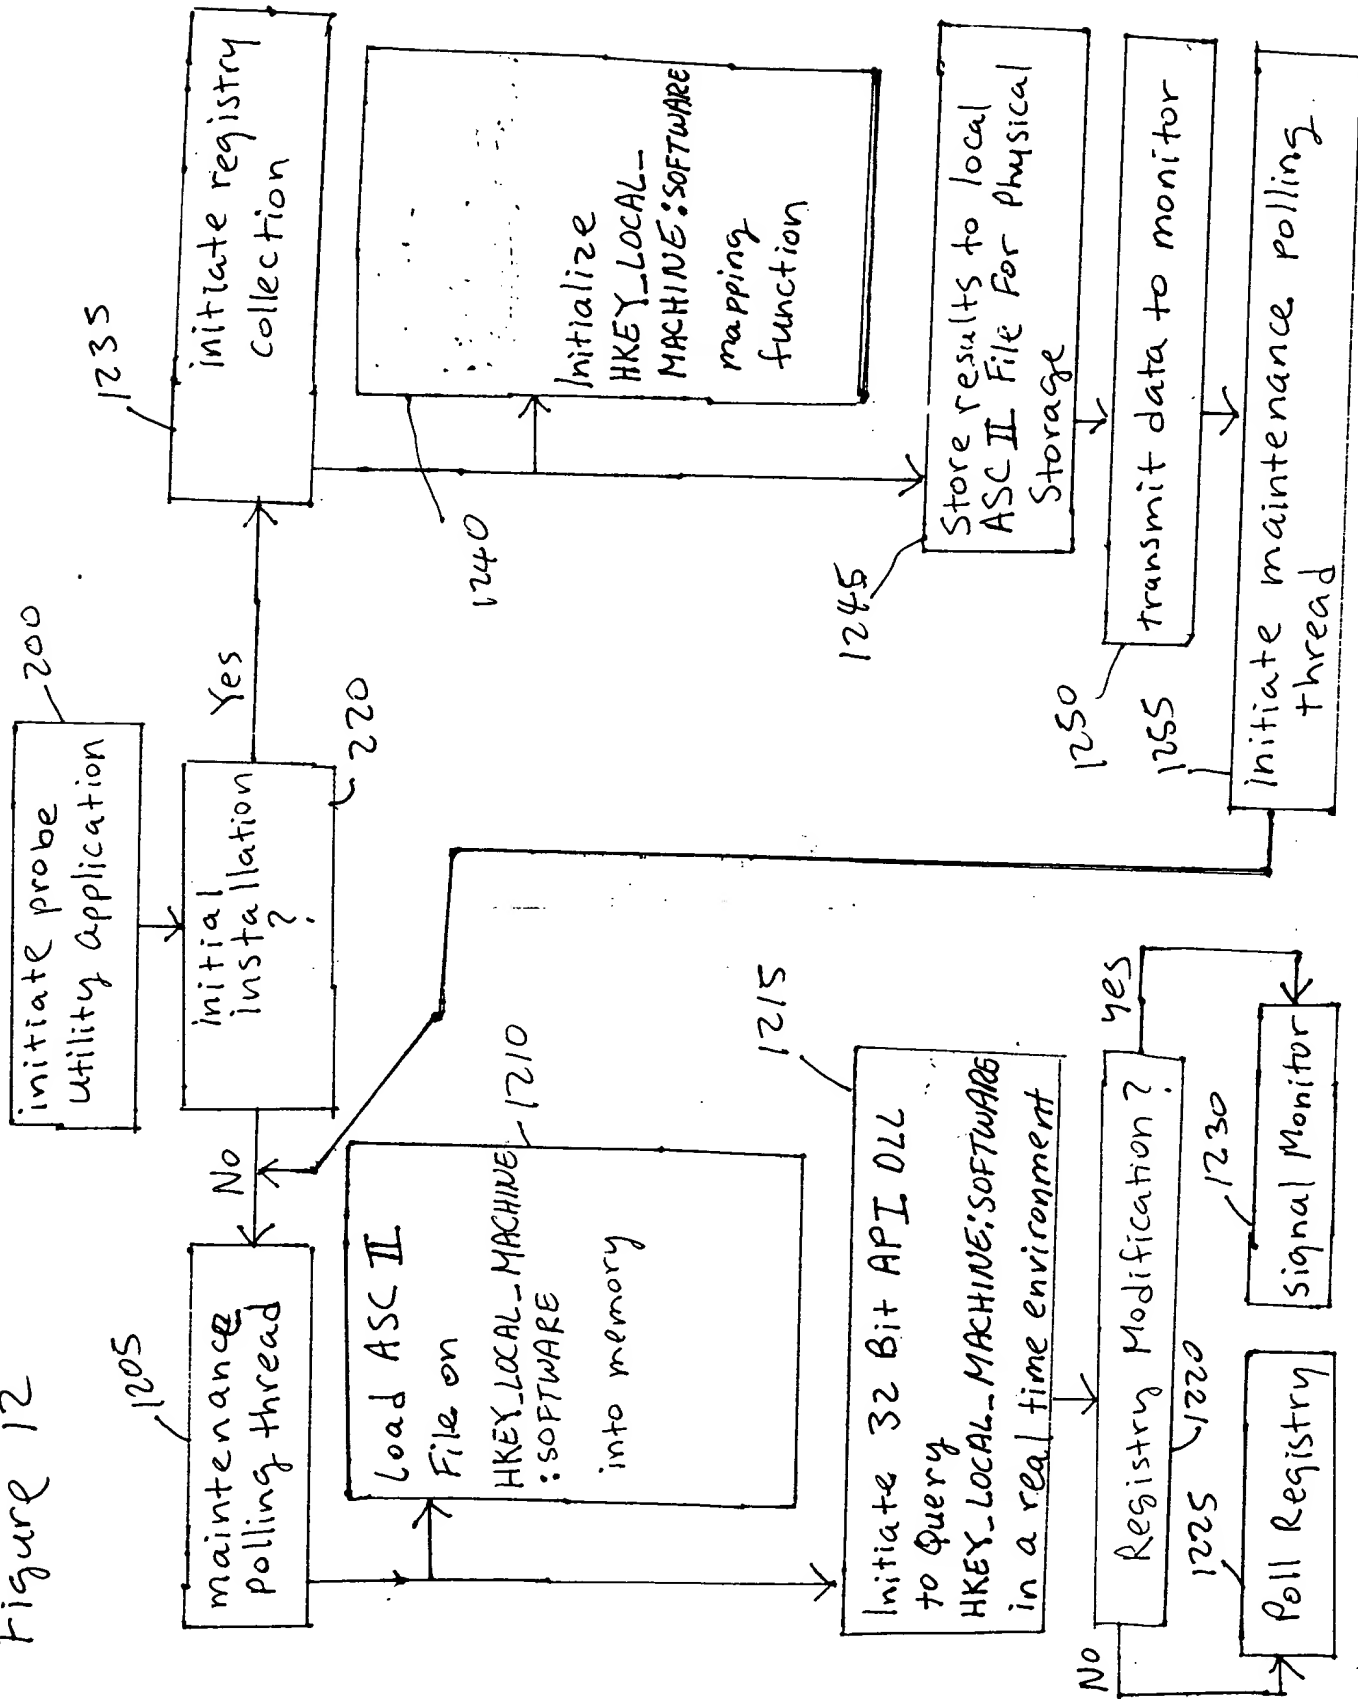 Figure 12
initiate probe
utility application
200
initial
installation
?
220
No
Yes
1205
maintenance
polling thread
Load ASC II
File on
HKEY_LOCAL_MACHINE
:SOFTWARE
into memory
1210
1215
Initiate 32 Bit API DLL
to Query
HKEY_LOCAL_MACHINE:SOFTWARE
in a real time environment
Registry Modification?
1220
No
yes
1225
Poll Registry
1230
Signal Monitor
1235
initiate registry
collection
1240
Initialize
HKEY_LOCAL_
MACHINE:SOFTWARE
mapping
function
1245
Store results to local
ASC II File For Physical
Storage
1250
transmit data to monitor
1255
Initiate maintenance polling
thread